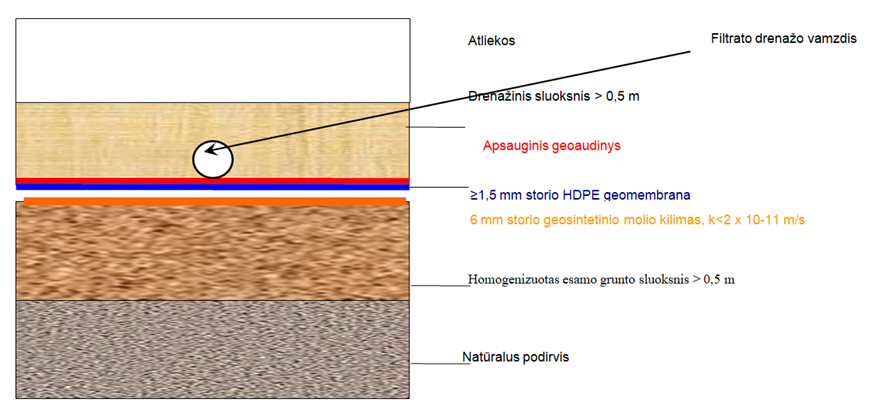 Atliekos
Filtrato drenažo vamzdis
Drenažinis sluoksnis > 0,5 m
Apsauginis geoaudinys
≥1,5 mm storio HDPE geomembrana
6 mm storio geosintetinio molio kilimas, k<2 x 10-11 m/s
Homogenizuotas esamo grunto sluoksnis > 0,5 m
Natūralus podirvis